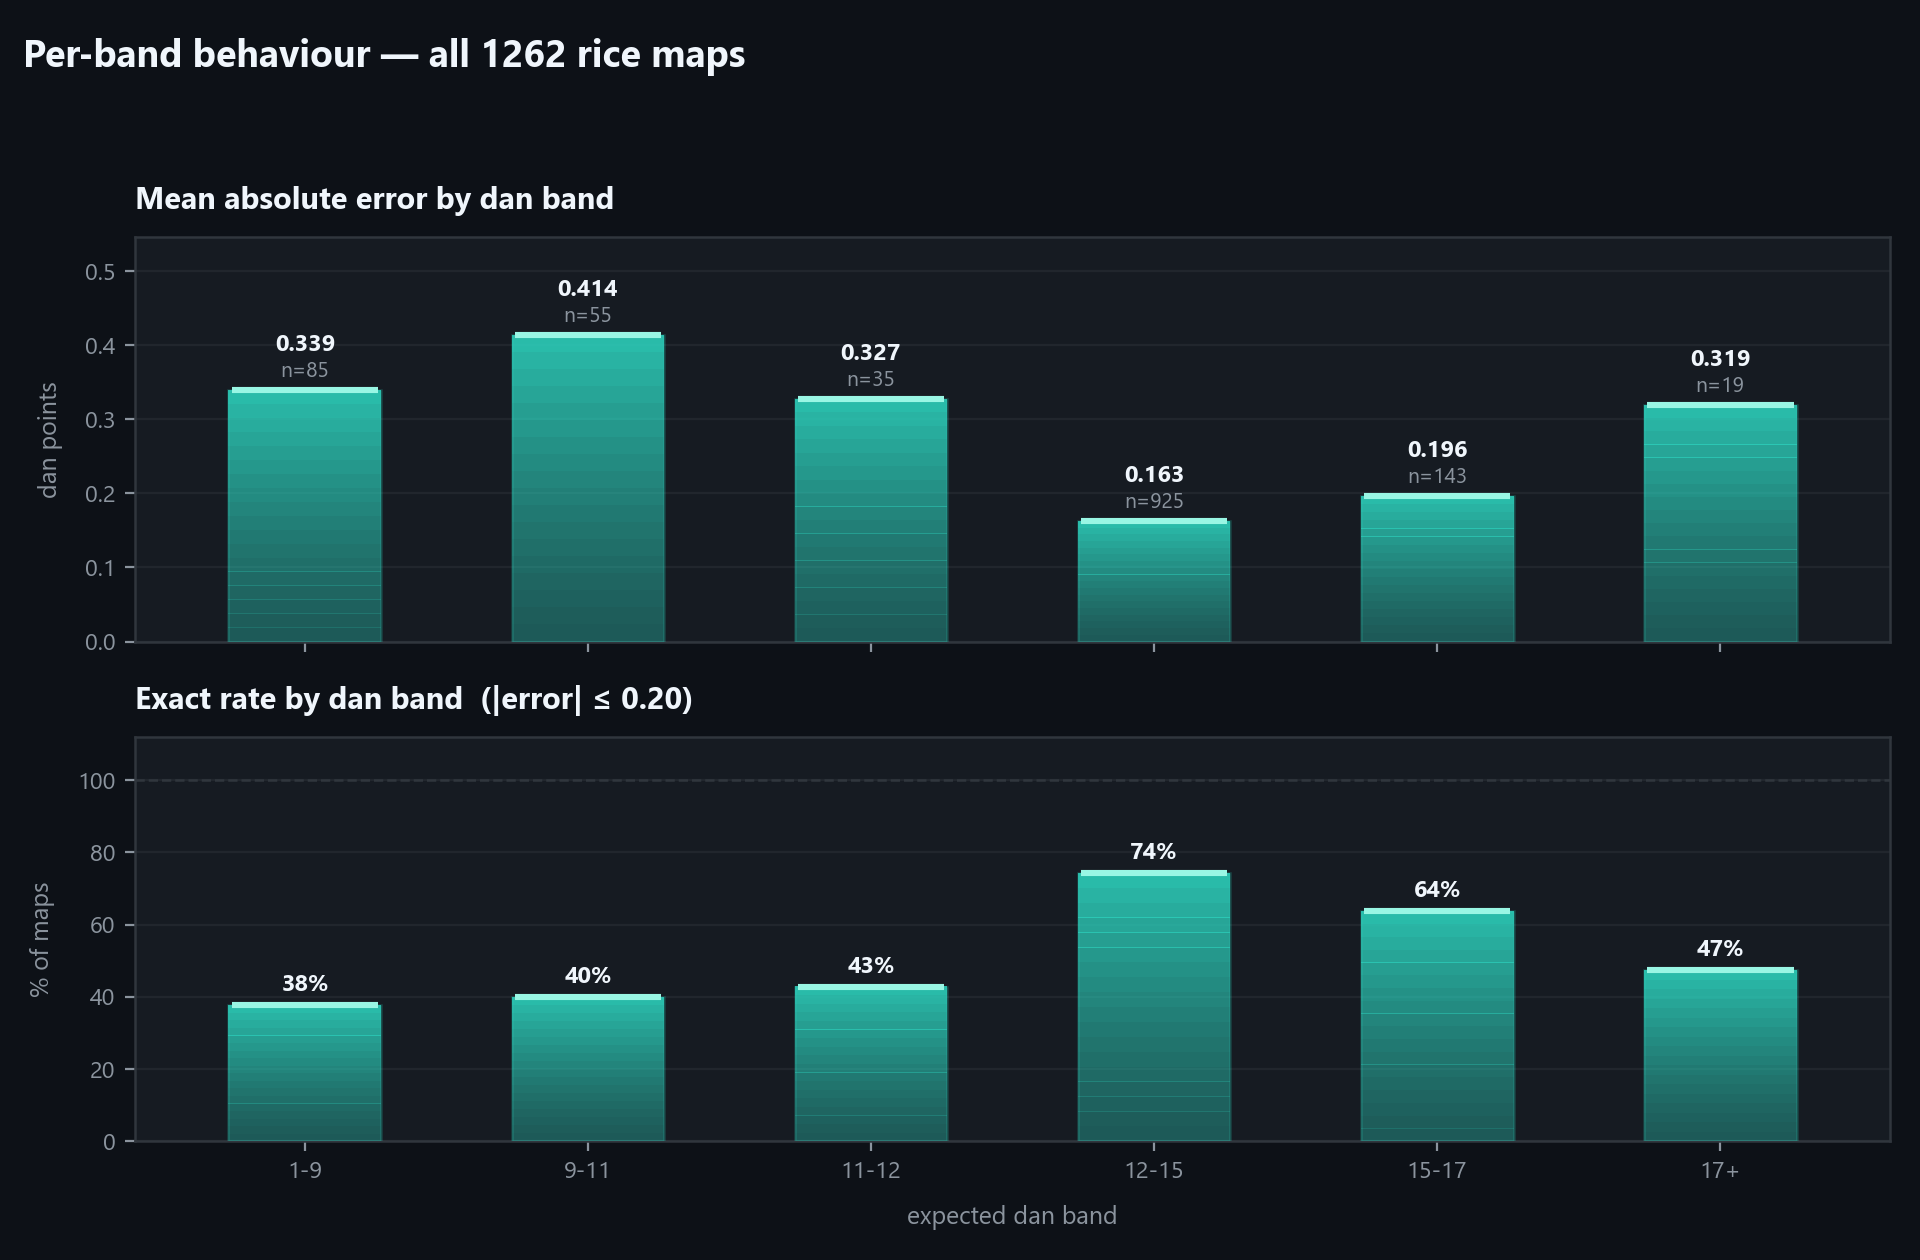 Per-band behaviour — all 1262 rice maps
Mean absolute error by dan band
dan points
0.5
0.4
0.3
0.2
0.1
0.0
0.339
n=85
0.414
n=55
0.327
n=35
0.163
n=925
0.196
n=143
0.319
n=19
Exact rate by dan band (|error| ≤ 0.20)
% of maps
100
80
60
40
20
0
38%
40%
43%
74%
64%
47%
1-9
9-11
11-12
12-15
15-17
17+
expected dan band